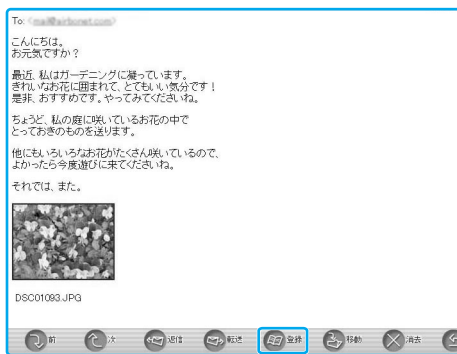 To:
こんにちは。
お元気ですか？
最近、私はガーデニングに凝っています。
きれいなお花に囲まれて、とてもいい気分です！
是非、おすすめです。やってみてくださいね。
ちょうど、私の庭に咲いているお花の中で
とっておきのものを送ります。
他にもいろいろなお花がたくさん咲いているので、
よかったら今度遊びに来てくださいね。
それでは、また。
DSC01093.JPG
前 次 返信 転送 登録 移動 消去